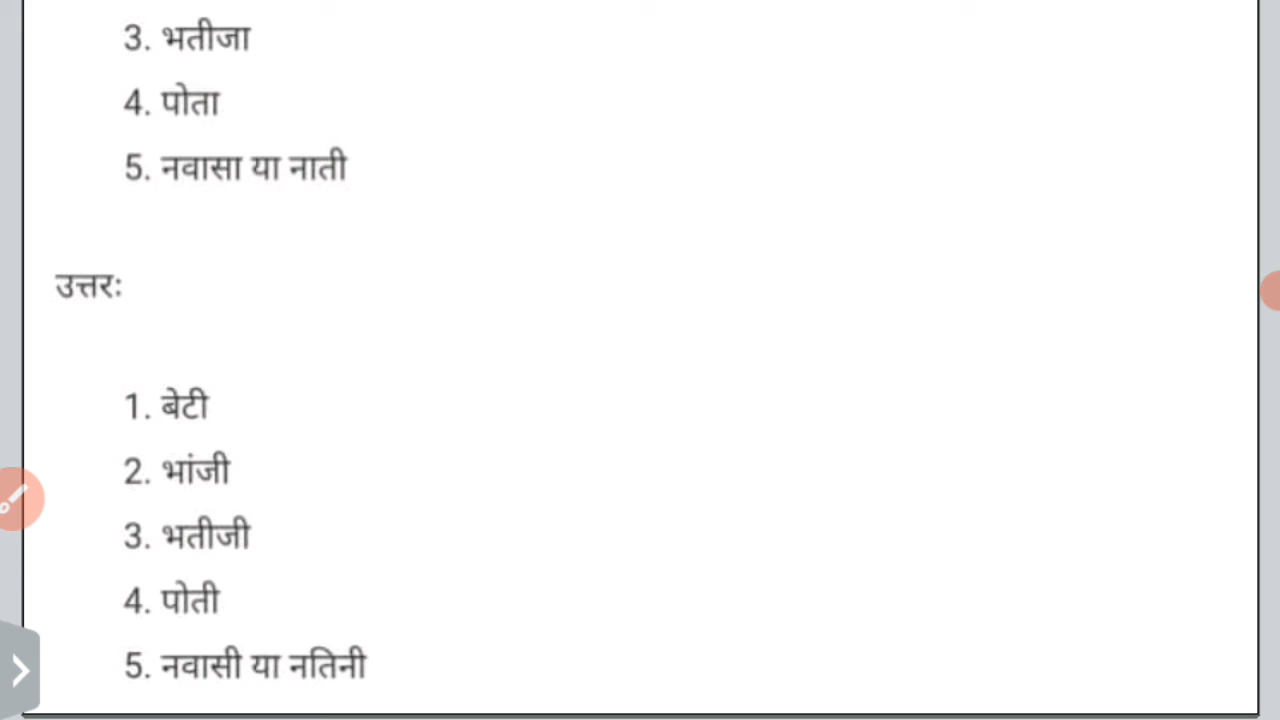 3. भतीजा
4. पोता
5. नवासा या नाती
उत्तरः
1. बेटी
2. भांजी
3. भतीजी
4. पोती
5. नवासी या नतिनी